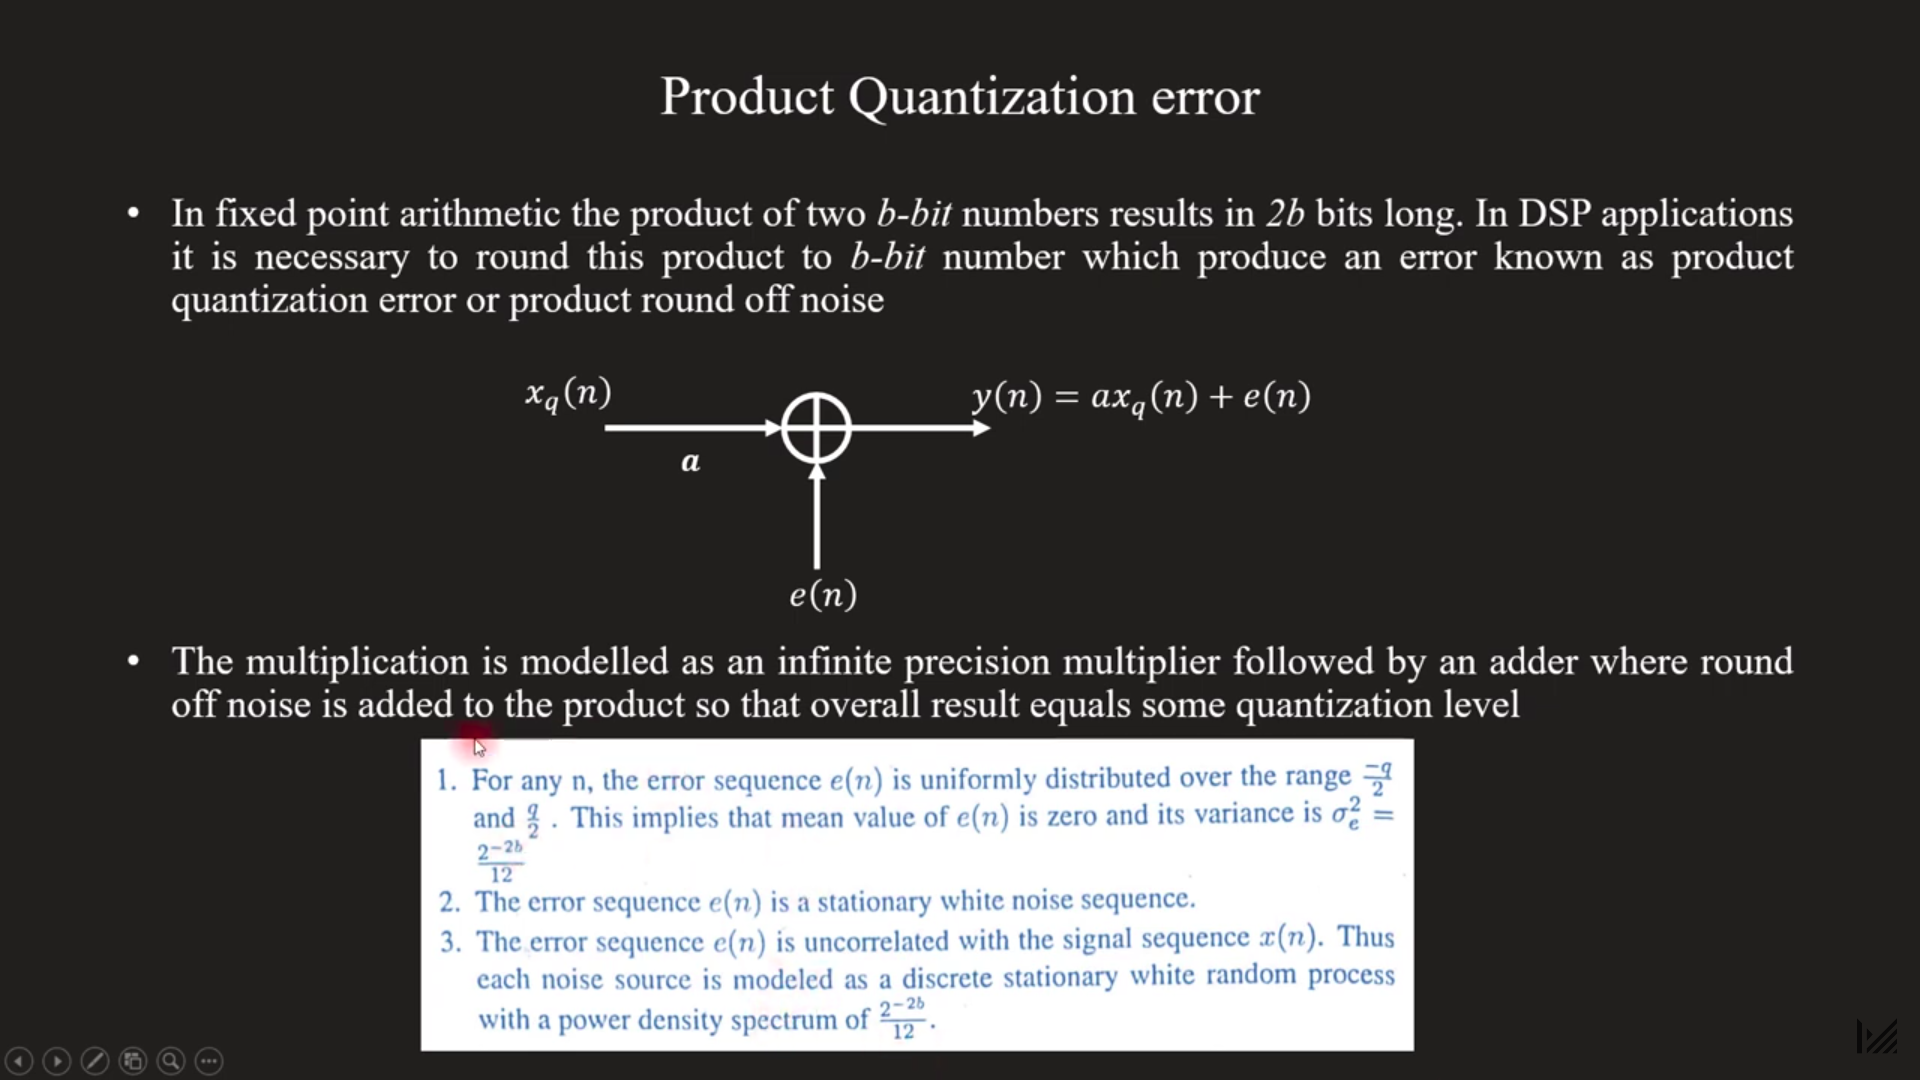 Product Quantization error
• In fixed point arithmetic the product of two b-bit numbers results in 2b bits long. In DSP applications
it is necessary to round this product to b-bit number which produce an error known as product
quantization error or product round off noise
x_q(n)
y(n) = ax_q(n) + e(n)
a
e(n)
• The multiplication is modelled as an infinite precision multiplier followed by an adder where round
off noise is added to the product so that overall result equals some quantization level
1. For any n, the error sequence e(n) is uniformly distributed over the range −q/2
and q/2 . This implies that mean value of e(n) is zero and its variance is σ_e^2 =
2^{−2b}/12
2. The error sequence e(n) is a stationary white noise sequence.
3. The error sequence e(n) is uncorrelated with the signal sequence x(n). Thus
each noise source is modeled as a discrete stationary white random process
with a power density spectrum of 2^{−2b}/12 .